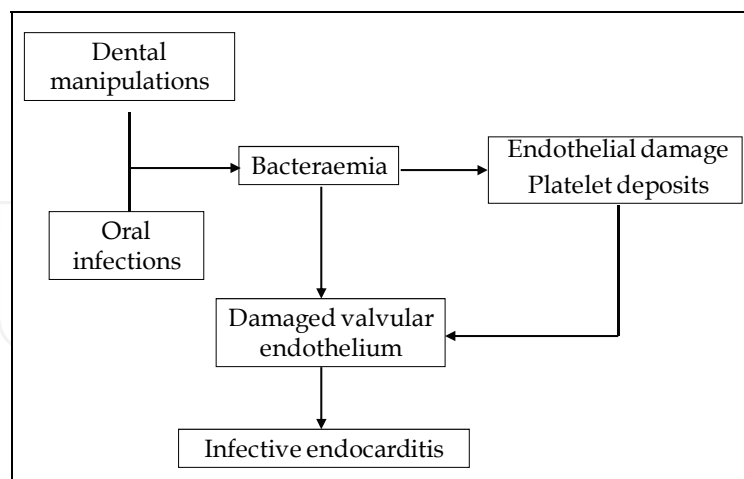 Dental
manipulations
Bacteraemia
Endothelial damage
Platelet deposits
Oral
infections
Damaged valvular
endothelium
Infective endocarditis